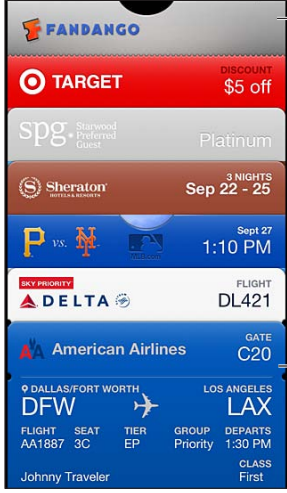 FANDANGO
TARGET
DISCOUNT
$5 off
spg. Starwood
Preferred
Guest
Platinum
Sheraton
HOTELS & RESORTS
3 NIGHTS
Sep 22 - 25
P vs. NY
Sept 27
1:10 PM
SKY PRIORITY
DELTA
FLIGHT
DL421
AA American Airlines
GATE
C20
DALLAS/FORT WORTH LOS ANGELES
DFW LAX
FLIGHT SEAT TIER GROUP DEPARTS
AA1887 3C EP Priority 1:30 PM
CLASS
Johnny Traveler First